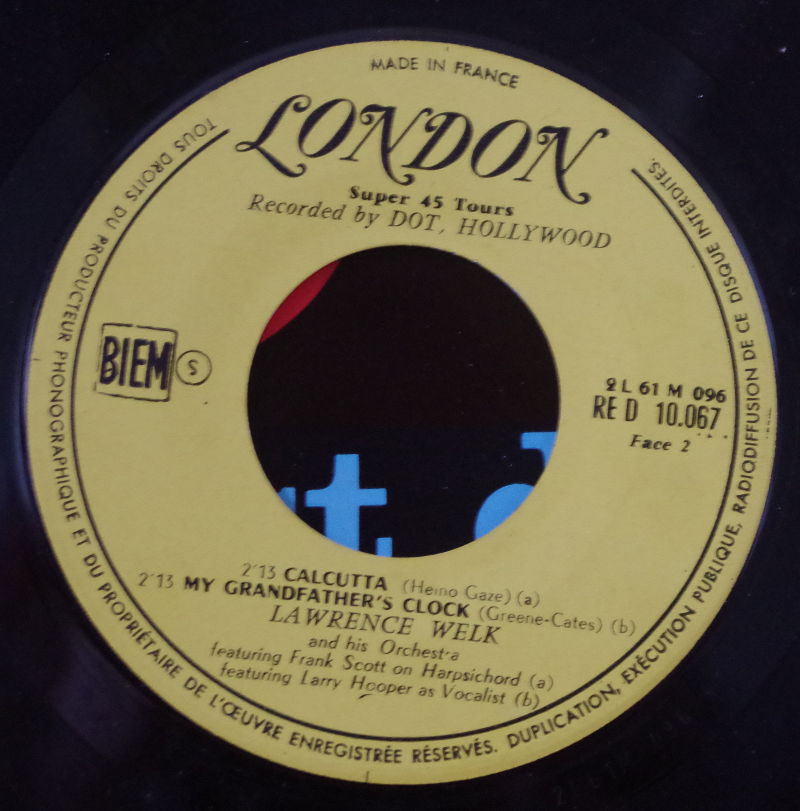 MADE IN FRANCE
LONDON
Super 45 Tours
Recorded by DOT, HOLLYWOOD
BIEM
S
2 L 61 M 096
RE D 10.067
Face 2
2'13 CALCUTTA (Heino Gaze) (a)
2'13 MY GRANDFATHER'S CLOCK (Greene-Cates) (b)
LAWRENCE WELK
and his Orchestra
featuring Frank Scott on Harpsichord (a)
featuring Larry Hooper as Vocalist (b)
TOUS DROITS DU PRODUCTEUR PHONOGRAPHIQUE ET DU PROPRIÉTAIRE DE L'ŒUVRE ENREGISTRÉE RÉSERVÉS. DUPLICATION, EXÉCUTION PUBLIQUE, RADIODIFFUSION DE CE DISQUE INTERDITES.